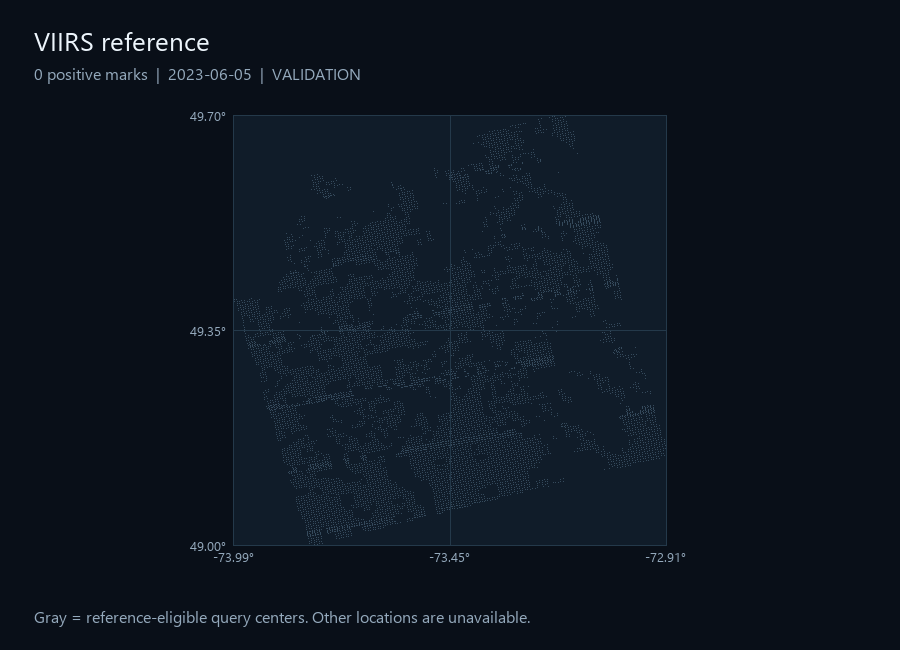 VIIRS reference
0 positive marks | 2023-06-05 | VALIDATION
49.70°
49.35°
49.00°
-73.99° -73.45° -72.91°
Gray = reference-eligible query centers. Other locations are unavailable.